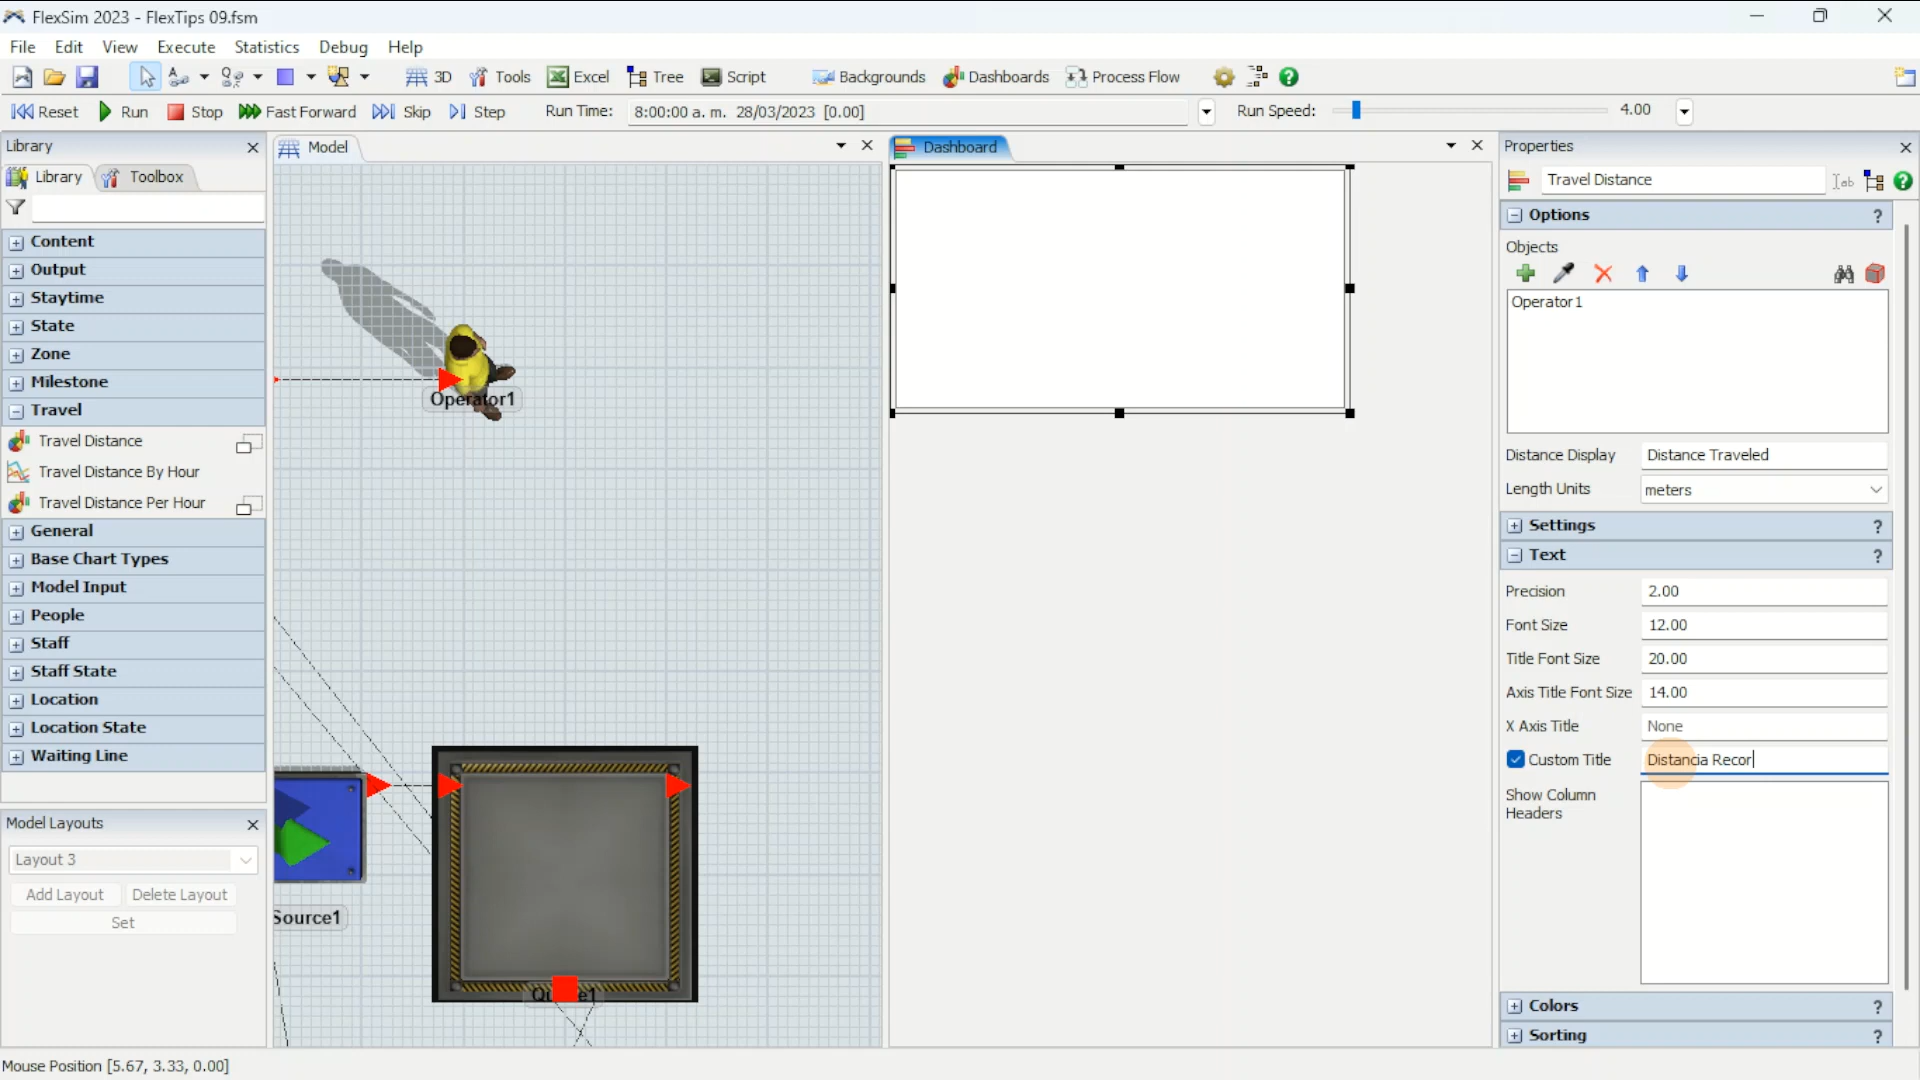 FlexSim 2023 - FlexTips 09.fsm
File Edit View Execute Statistics Debug Help
3D Tools Excel Tree Script Backgrounds Dashboards Process Flow
Reset Run Stop Fast Forward Skip Step Run Time: 8:00:00 a. m. 28/03/2023 [0.00] Run Speed: 4.00
Library
Library Toolbox
Content
Output
Staytime
State
Zone
Milestone
Travel
Travel Distance
Travel Distance By Hour
Travel Distance Per Hour
General
Base Chart Types
Model Input
People
Staff
Staff State
Location
Location State
Waiting Line
Model Layouts
Layout 3
Add Layout Delete Layout
Set
Model
Operator1
Source1
Dashboard
Properties
Travel Distance
Options ?
Objects
Operator1
Distance Display Distance Traveled
Length Units meters
Settings ?
Text ?
Precision 2.00
Font Size 12.00
Title Font Size 20.00
Axis Title Font Size 14.00
X Axis Title None
Custom Title Distancia Recor
Show Column
Headers
Colors ?
Sorting ?
Mouse Position [5.67, 3.33, 0.00]